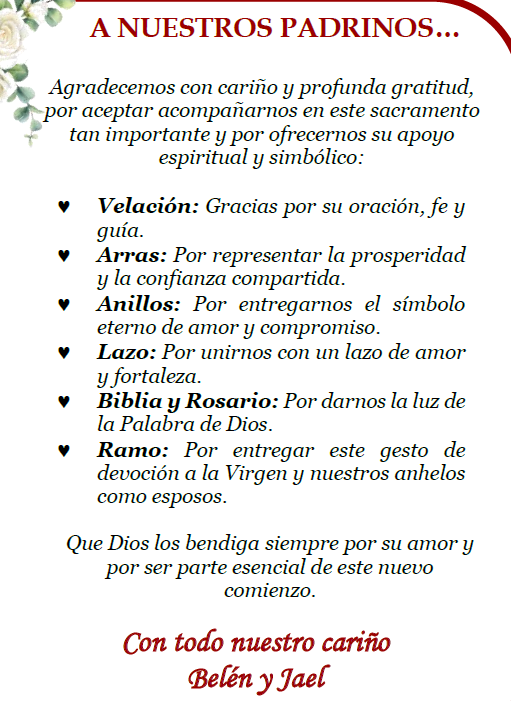 A NUESTROS PADRINOS...
Agradecemos con cariño y profunda gratitud,
por aceptar acompañarnos en este sacramento
tan importante y por ofrecernos su apoyo
espiritual y simbólico:
♥ Velación: Gracias por su oración, fe y
guía.
♥ Arras: Por representar la prosperidad
y la confianza compartida.
♥ Anillos: Por entregarnos el símbolo
eterno de amor y compromiso.
♥ Lazo: Por unirnos con un lazo de amor
y fortaleza.
♥ Biblia y Rosario: Por darnos la luz de
la Palabra de Dios.
♥ Ramo: Por entregar este gesto de
devoción a la Virgen y nuestros anhelos
como esposos.
Que Dios los bendiga siempre por su amor y
por ser parte esencial de este nuevo
comienzo.
Con todo nuestro cariño
Belén y Jael